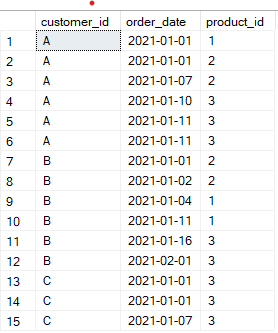 customer_id order_date product_id
1 A 2021-01-01 1
2 A 2021-01-01 2
3 A 2021-01-07 2
4 A 2021-01-10 3
5 A 2021-01-11 3
6 A 2021-01-11 3
7 B 2021-01-01 2
8 B 2021-01-02 2
9 B 2021-01-04 1
10 B 2021-01-11 1
11 B 2021-01-16 3
12 B 2021-02-01 3
13 C 2021-01-01 3
14 C 2021-01-01 3
15 C 2021-01-07 3